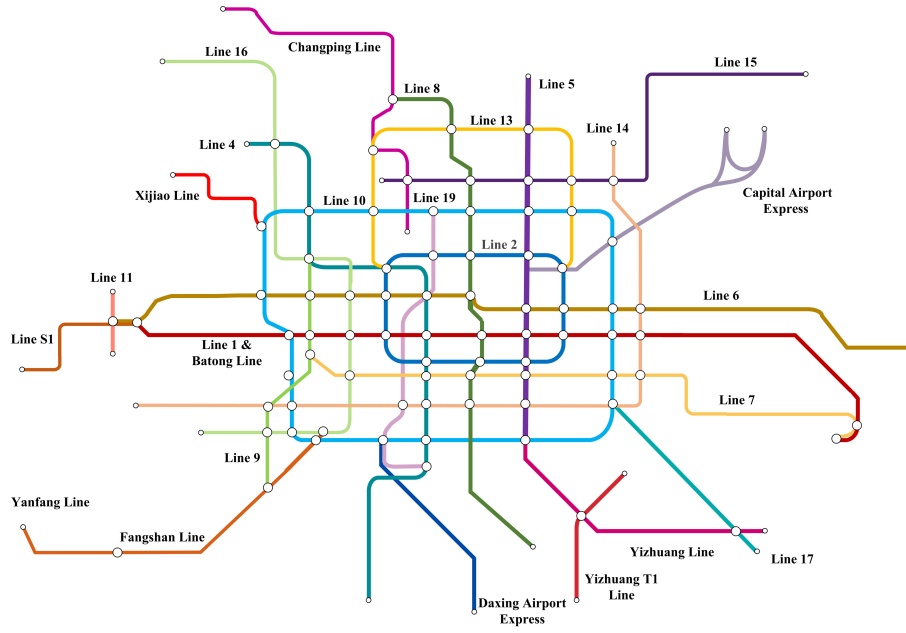 Changping Line
Line 16
Line 15
Line 8
Line 5
Line 13
Line 14
Line 4
Xijiao Line
Line 10
Line 19
Capital Airport
Express
Line 2
Line 11
Line 6
Line S1
Line 1 &
Batong Line
Line 7
Line 9
Yanfang Line
Fangshan Line
Yizhuang Line
Line 17
Yizhuang T1
Line
Daxing Airport
Express